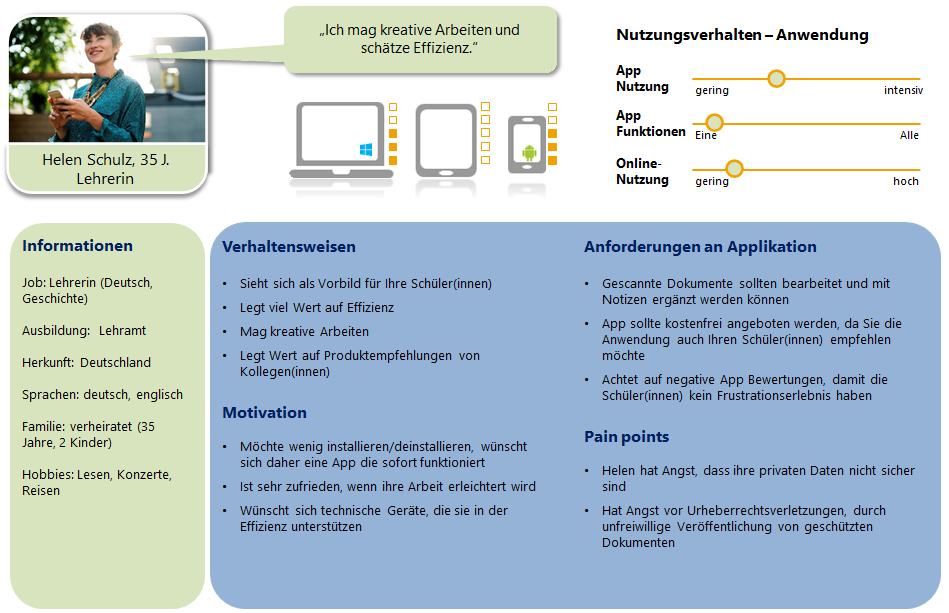 „Ich mag kreative Arbeiten und
schätze Effizienz.“
Helen Schulz, 35 J.
Lehrerin
Nutzungsverhalten – Anwendung
App
Nutzung
gering
intensiv
App
Funktionen
Eine
Alle
Online-
Nutzung
gering
hoch
Informationen
Job: Lehrerin (Deutsch,
Geschichte)
Ausbildung: Lehramt
Herkunft: Deutschland
Sprachen: deutsch, englisch
Familie: verheiratet (35
Jahre, 2 Kinder)
Hobbies: Lesen, Konzerte,
Reisen
Verhaltensweisen
• Sieht sich als Vorbild für Ihre Schüler(innen)
• Legt viel Wert auf Effizienz
• Mag kreative Arbeiten
• Legt Wert auf Produktempfehlungen von
Kollegen(innen)
Motivation
• Möchte wenig installieren/deinstallieren, wünscht
sich daher eine App die sofort funktioniert
• Ist sehr zufrieden, wenn ihre Arbeit erleichtert wird
• Wünscht sich technische Geräte, die sie in der
Effizienz unterstützen
Anforderungen an Applikation
• Gescannte Dokumente sollten bearbeitet und mit
Notizen ergänzt werden können
• App sollte kostenfrei angeboten werden, da Sie die
Anwendung auch Ihren Schüler(innen) empfehlen
möchte
• Achtet auf negative App Bewertungen, damit die
Schüler(innen) kein Frustrationserlebnis haben
Pain points
• Helen hat Angst, dass ihre privaten Daten nicht sicher
sind
• Hat Angst vor Urheberrechtsverletzungen, durch
unfreiwillige Veröffentlichung von geschützten
Dokumenten